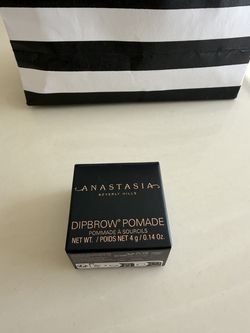 ANASTASIA
BEVERLY HILLS
DIPBROW® POMADE
POMMADE À SOURCILS
NET WT. / POIDS NET 4 g / 0.14 Oz.